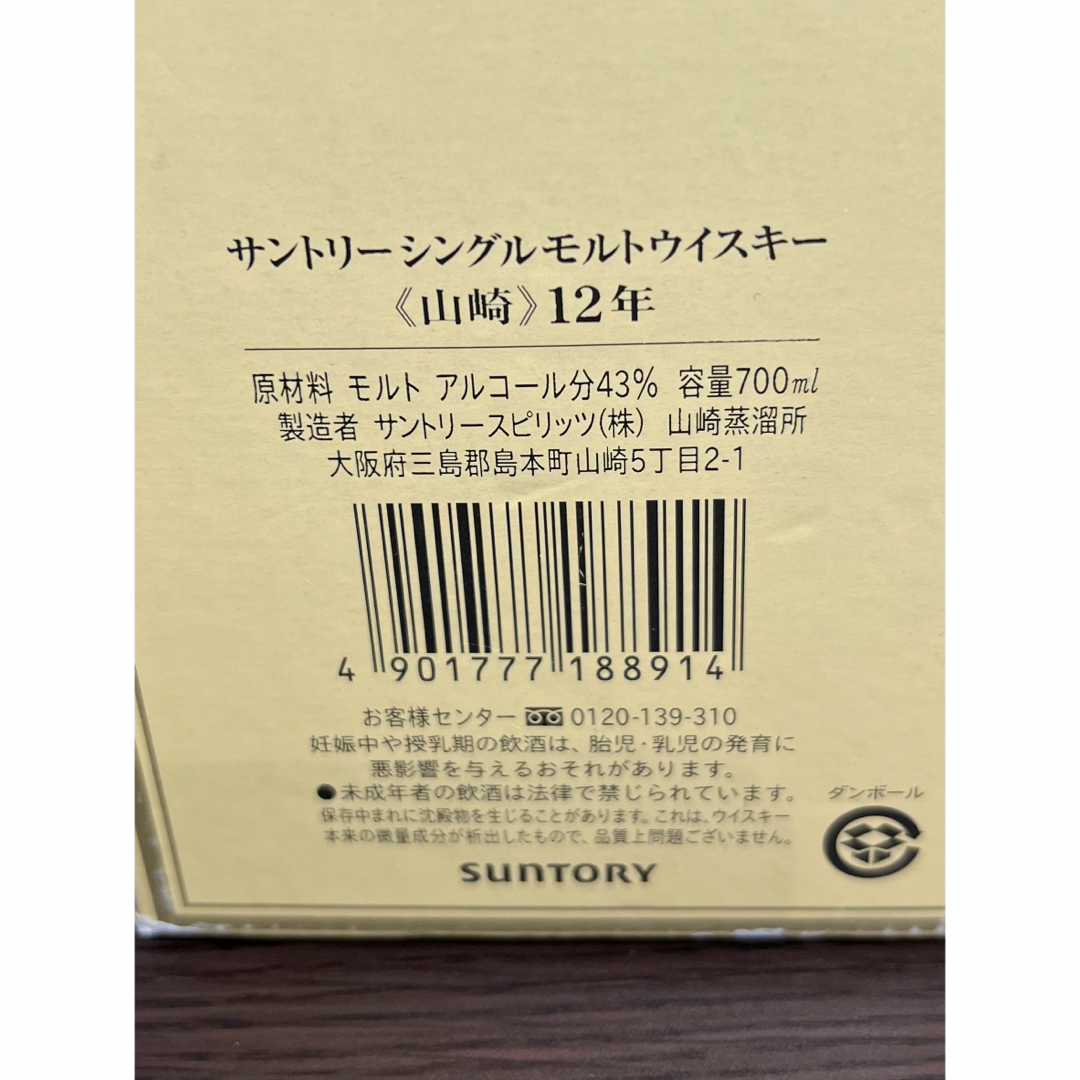 サントリーシングルモルトウイスキー
《山崎》12年
原材料 モルト アルコール分43% 容量700ml
製造者 サントリースピリッツ(株) 山崎蒸溜所
大阪府三島郡島本町山崎5丁目2-1
4 901777 188914
お客様センター 0120-139-310
妊娠中や授乳期の飲酒は、胎児・乳児の発育に
悪影響を与えるおそれがあります。
●未成年者の飲酒は法律で禁じられています。
保存中まれに沈殿物を生じることがあります。これは、ウイスキー
本来の微量成分が析出したもので、品質上問題ございません。
ダンボール
SUNTORY